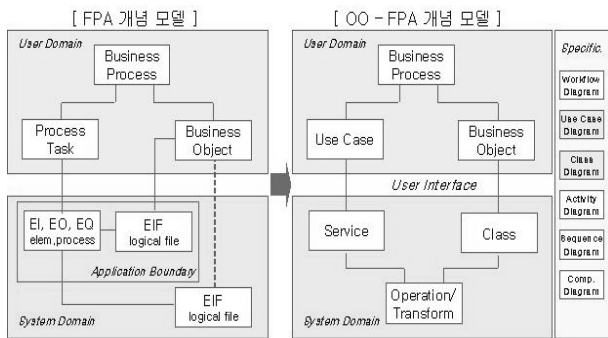 [ FPA 개념 모델 ]
User Domain
Business
Process
Process
Task
Business
Object
EI, EO, EQ
elem,process
EIF
logical file
Application Boundary
EIF
logical file
System Domain
[ OO - FPA 개념 모델 ]
User Domain
Business
Process
Use Case
Business
Object
User Interface
Service
Class
Operation/
Transform
System Domain
Specific.
Workflow
Diagram
Use Case
Diagram
Class
Diagram
Activity
Diagram
Sequence
Diagram
Comp.
Diagram